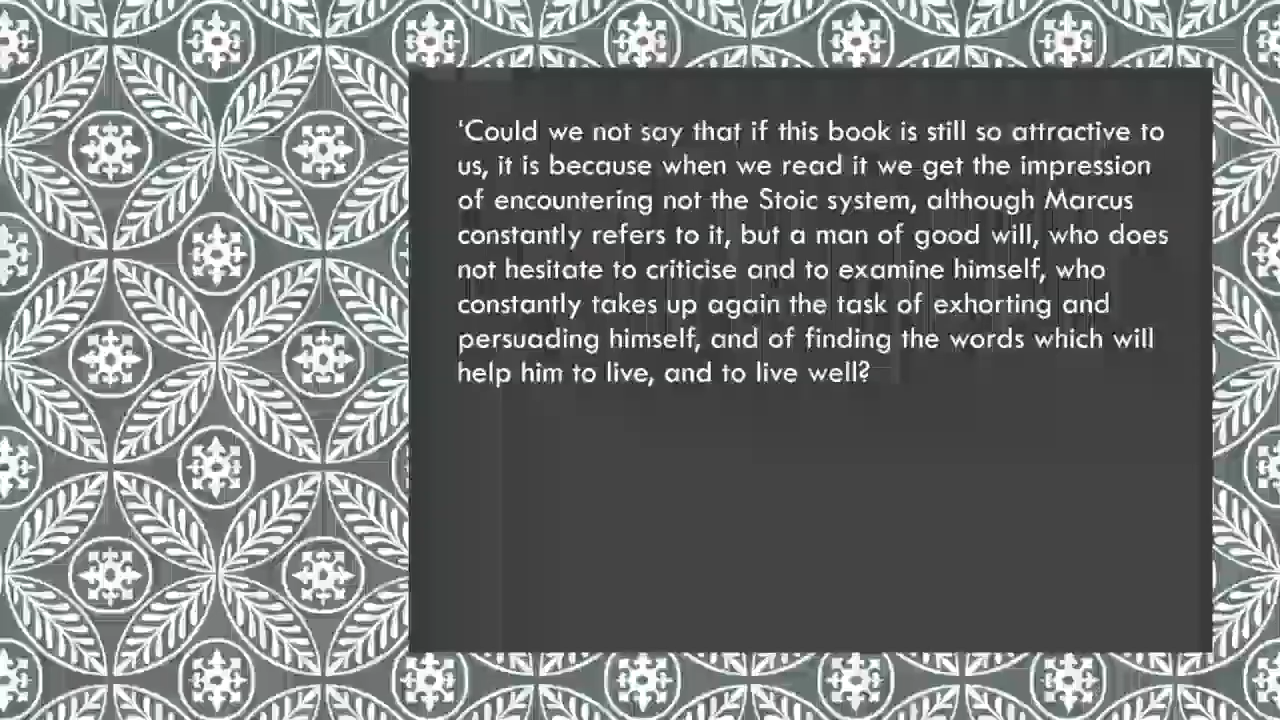 ‘Could we not say that if this book is still so attractive to
us, it is because when we read it we get the impression
of encountering not the Stoic system, although Marcus
constantly refers to it, but a man of good will, who does
not hesitate to criticise and to examine himself, who
constantly takes up again the task of exhorting and
persuading himself, and of finding the words which will
help him to live, and to live well?